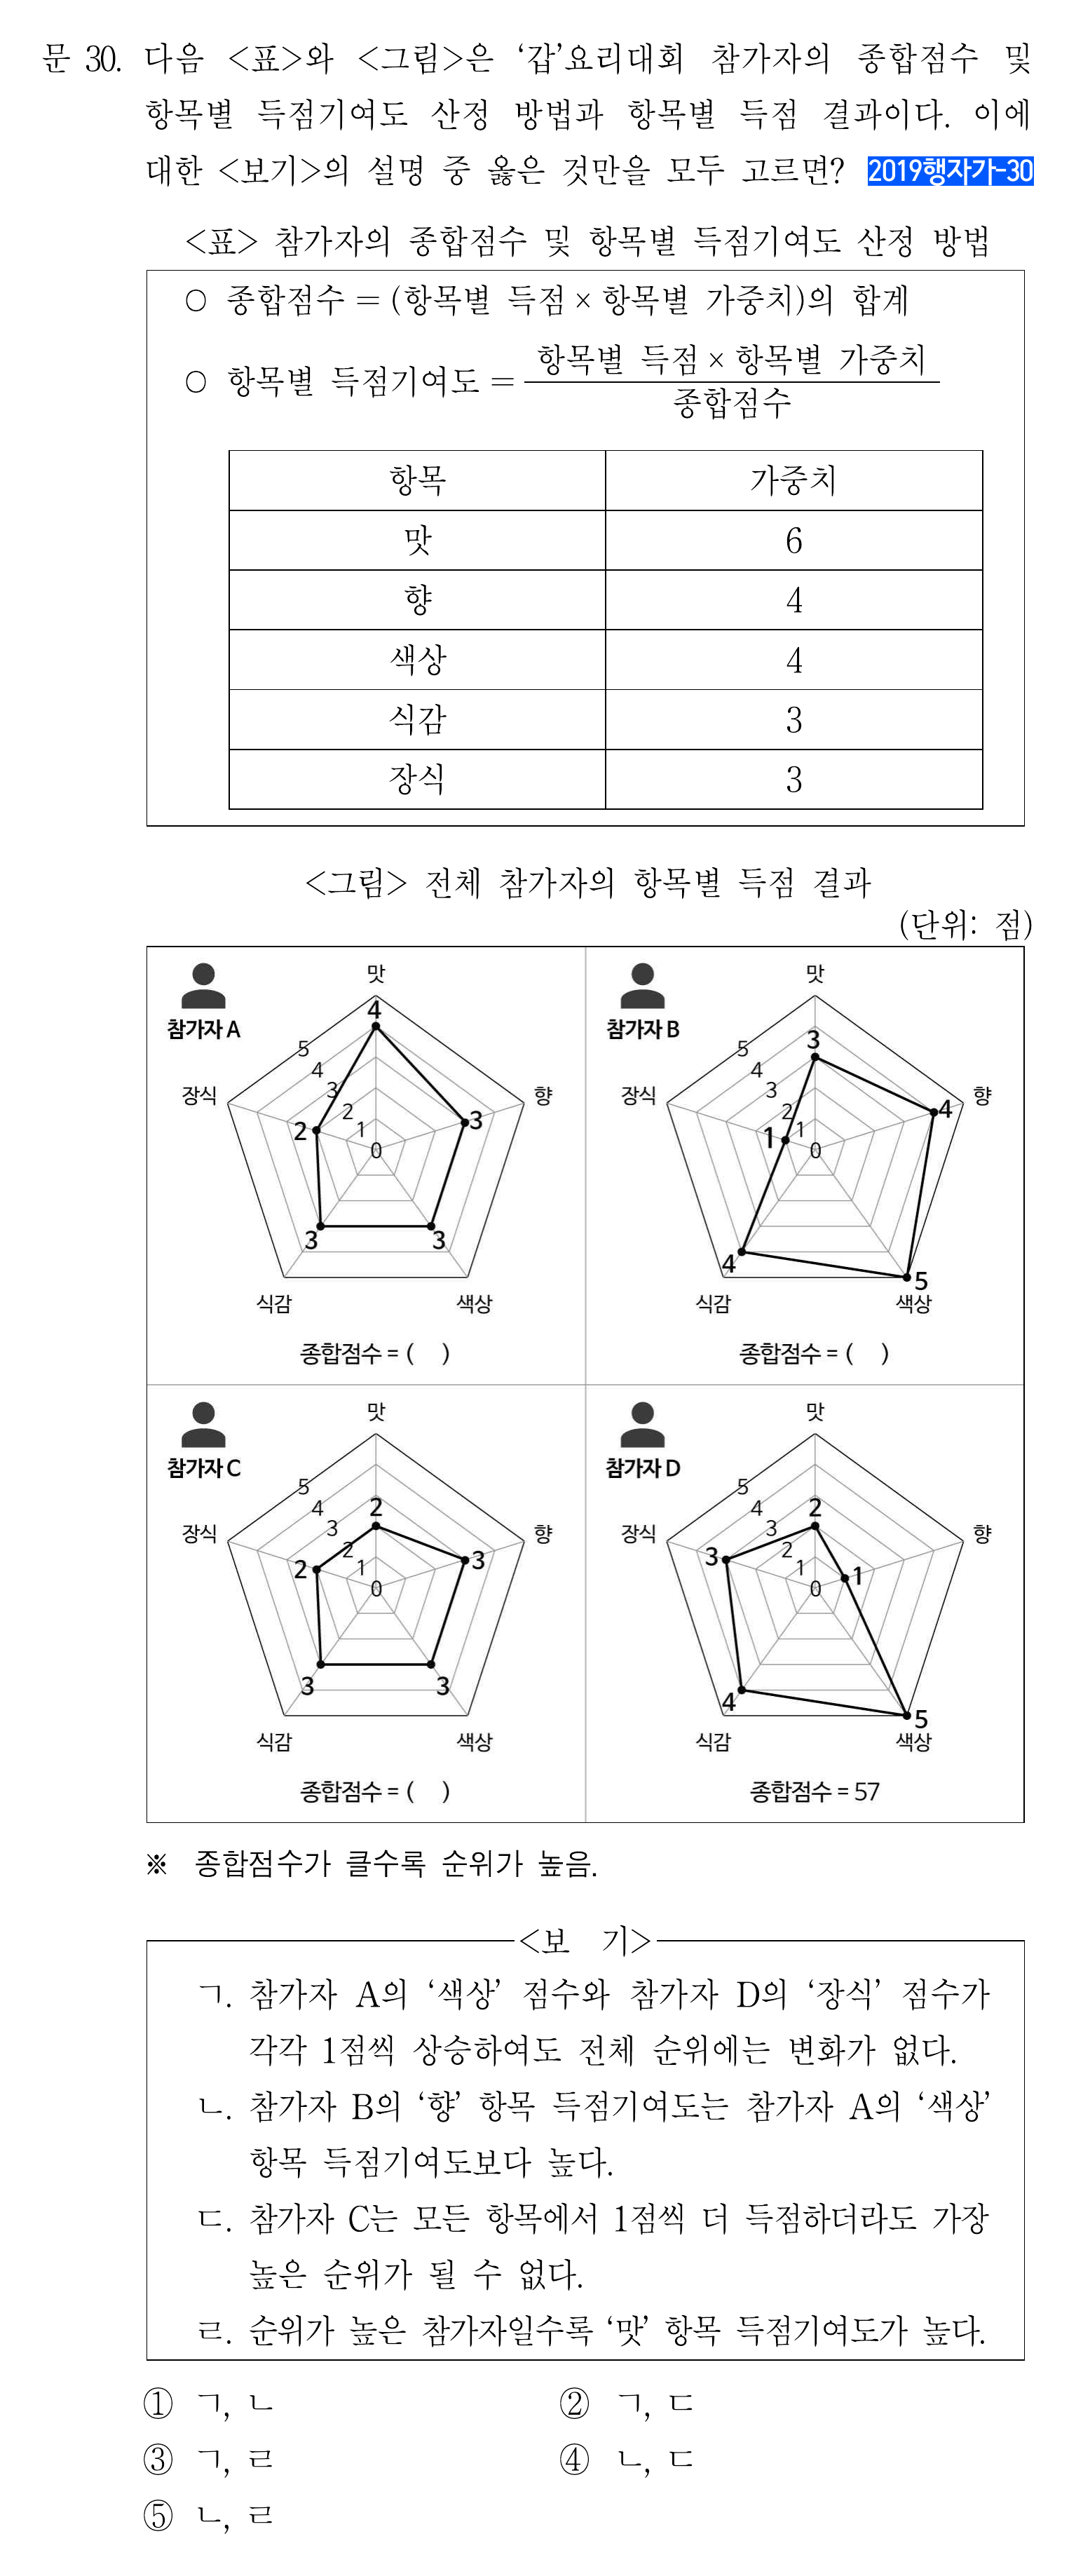 문 30. 다음 <표>와 <그림>은 ‘갑’요리대회 참가자의 종합점수 및
항목별 득점기여도 산정 방법과 항목별 득점 결과이다. 이에
대한 <보기>의 설명 중 옳은 것만을 모두 고르면? 2019행자가-30
<표> 참가자의 종합점수 및 항목별 득점기여도 산정 방법
○ 종합점수 = (항목별 득점 × 항목별 가중치)의 합계
○ 항목별 득점기여도 = 항목별 득점 × 항목별 가중치
종합점수
항목 가중치
맛 6
향 4
색상 4
식감 3
장식 3
<그림> 전체 참가자의 항목별 득점 결과
(단위: 점)
참가자 A
맛
향
색상
식감
장식
5
4
3
2
1
0
4
3
3
3
2
종합점수 = ( )
참가자 B
맛
향
색상
식감
장식
5
4
3
2
1
0
3
4
5
4
1
종합점수 = ( )
참가자 C
맛
향
색상
식감
장식
5
4
3
2
1
0
2
3
3
3
2
종합점수 = ( )
참가자 D
맛
향
색상
식감
장식
5
4
3
2
1
0
2
1
5
4
3
종합점수 = 57
※ 종합점수가 클수록 순위가 높음.
<보 기>
ㄱ. 참가자 A의 ‘색상’ 점수와 참가자 D의 ‘장식’ 점수가
각각 1점씩 상승하여도 전체 순위에는 변화가 없다.
ㄴ. 참가자 B의 ‘향’ 항목 득점기여도는 참가자 A의 ‘색상’
항목 득점기여도보다 높다.
ㄷ. 참가자 C는 모든 항목에서 1점씩 더 득점하더라도 가장
높은 순위가 될 수 없다.
ㄹ. 순위가 높은 참가자일수록 ‘맛’ 항목 득점기여도가 높다.
① ㄱ, ㄴ ② ㄱ, ㄷ
③ ㄱ, ㄹ ④ ㄴ, ㄷ
⑤ ㄴ, ㄹ